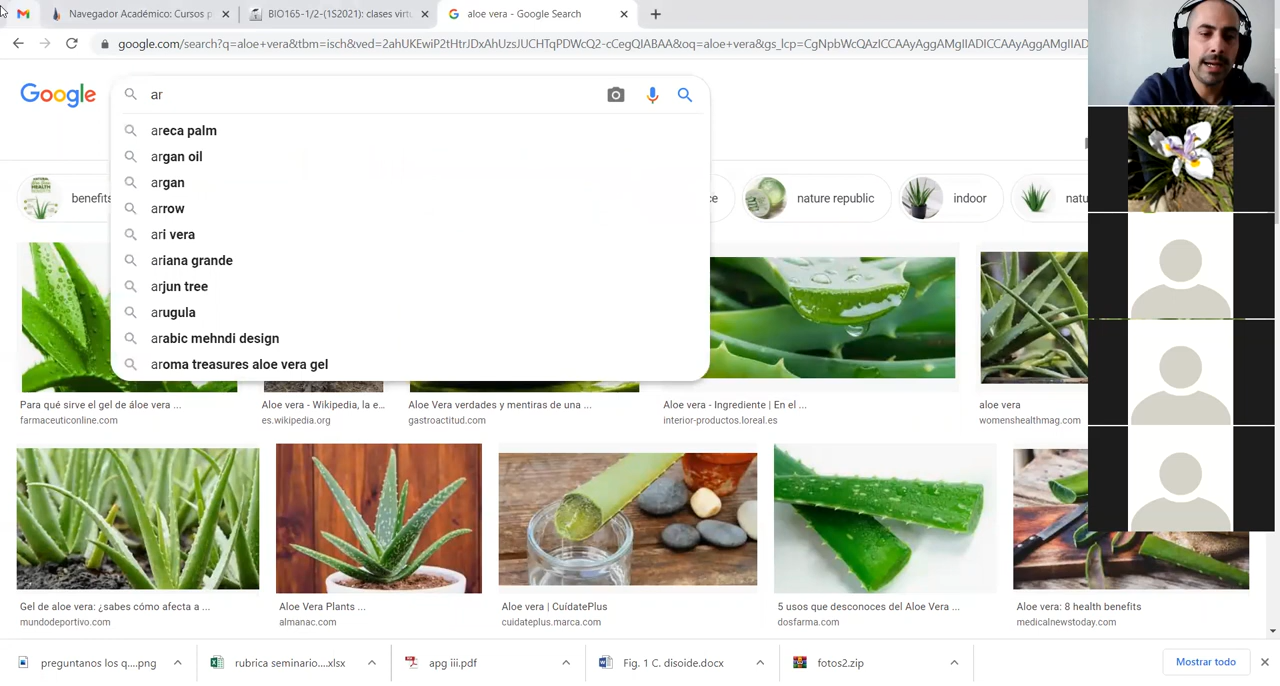 Navegador Académico: Cursos p
BIO165-1/2-(1S2021): clases virtu
aloe vera - Google Search
google.com/search?q=aloe+vera&tbm=isch&ved=2ahUKEwiP2tHtrJDxAhUzsJUCHTqPDWcQ2-cCegQIABAA&oq=aloe+vera&gs_lcp=CgNpbWcQAzICCAAyAggAMgIIADICCAAyAggAMgIIAD
Google
ar
areca palm
argan oil
argan
arrow
ari vera
ariana grande
arjun tree
arugula
arabic mehndi design
aroma treasures aloe vera gel
benefits
ce
nature republic
indoor
natu
Para qué sirve el gel de áloe vera ...
farmaceuticonline.com
Aloe vera - Wikipedia, la e...
es.wikipedia.org
Aloe Vera verdades y mentiras de una ...
gastroactitud.com
Aloe vera - Ingrediente | En el ...
interior-productos.loreal.es
aloe vera
womenshealthmag.com
Gel de aloe vera: ¿sabes cómo afecta a ...
mundodeportivo.com
Aloe Vera Plants ...
almanac.com
Aloe vera | CuídatePlus
cuidateplus.marca.com
5 usos que desconoces del Aloe Vera ...
dosfarma.com
Aloe vera: 8 health benefits
medicalnewstoday.com
preguntanos los q....png
rubrica seminario....xlsx
apg iii.pdf
Fig. 1 C. disoide.docx
fotos2.zip
Mostrar todo